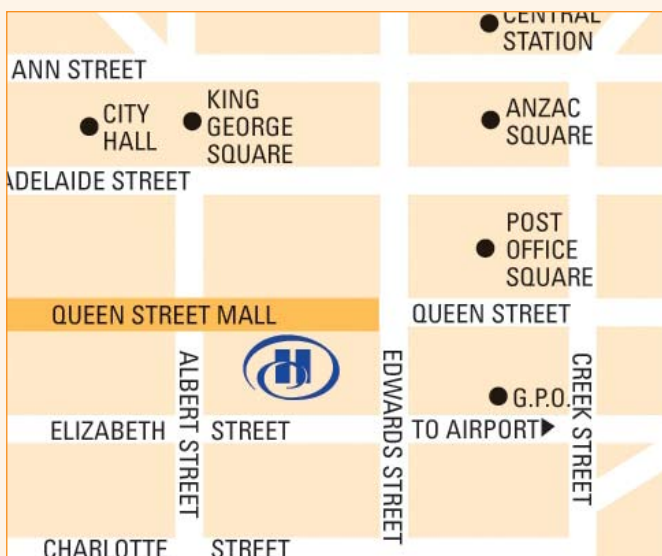 CENTRAL
STATION
ANN STREET
CITY
HALL
KING
GEORGE
SQUARE
ANZAC
SQUARE
ADELAIDE STREET
POST
OFFICE
SQUARE
QUEEN STREET MALL
QUEEN STREET
H
ALBERT STREET
EDWARDS STREET
CREEK STREET
G.P.O.
ELIZABETH STREET
TO AIRPORT
CHARLOTTE STREET